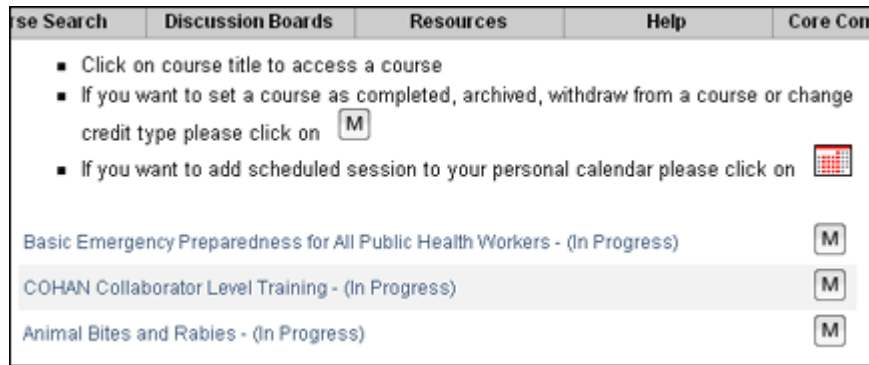 rse Search Discussion Boards Resources Help Core Con
▪ Click on course title to access a course
▪ If you want to set a course as completed, archived, withdraw from a course or change
credit type please click on M
▪ If you want to add scheduled session to your personal calendar please click on
Basic Emergency Preparedness for All Public Health Workers - (In Progress) M
COHAN Collaborator Level Training - (In Progress) M
Animal Bites and Rabies - (In Progress) M